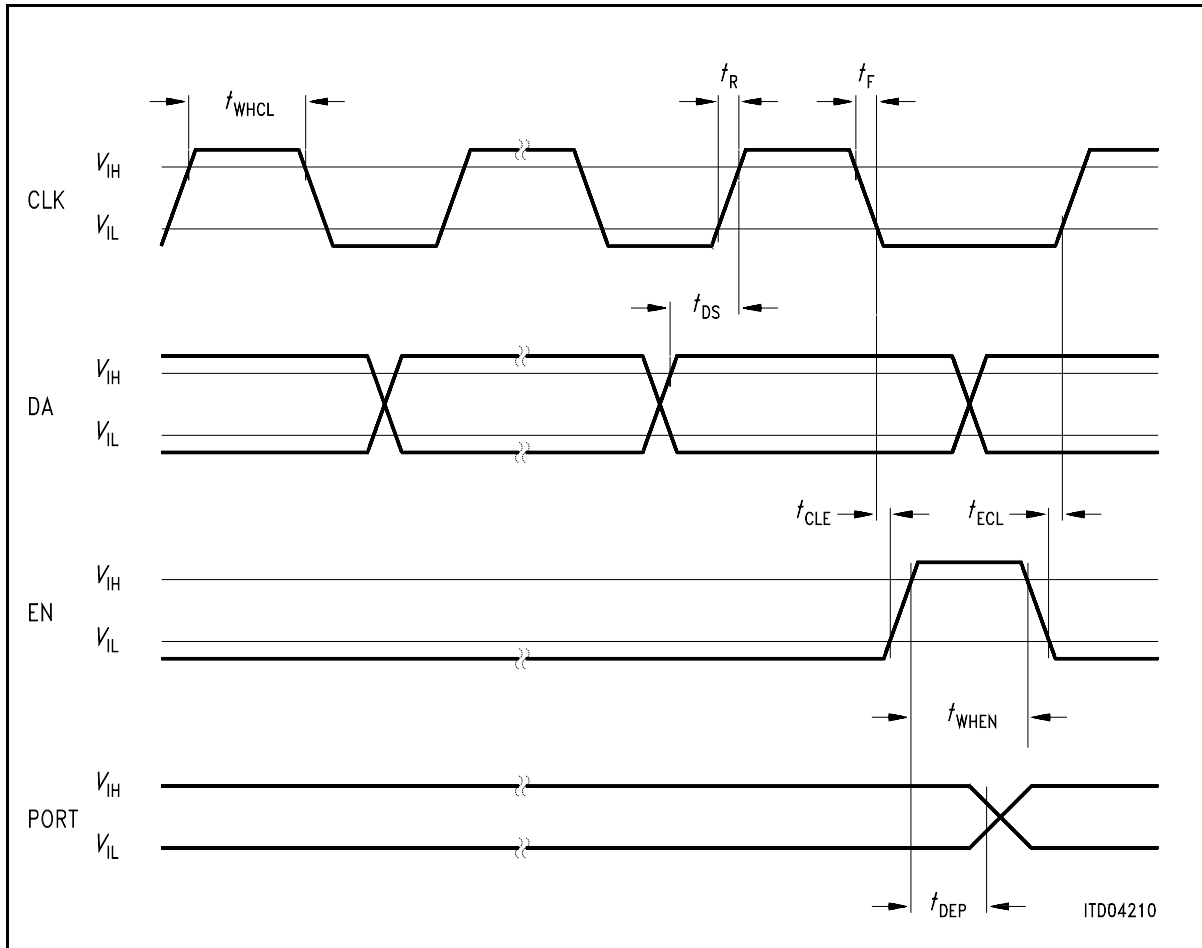 tR
tF
tWHCL
VIH
CLK
VIL
tDS
VIH
DA
VIL
tCLE
tECL
VIH
EN
VIL
tWHEN
VIH
PORT
VIL
tDEP
ITD04210